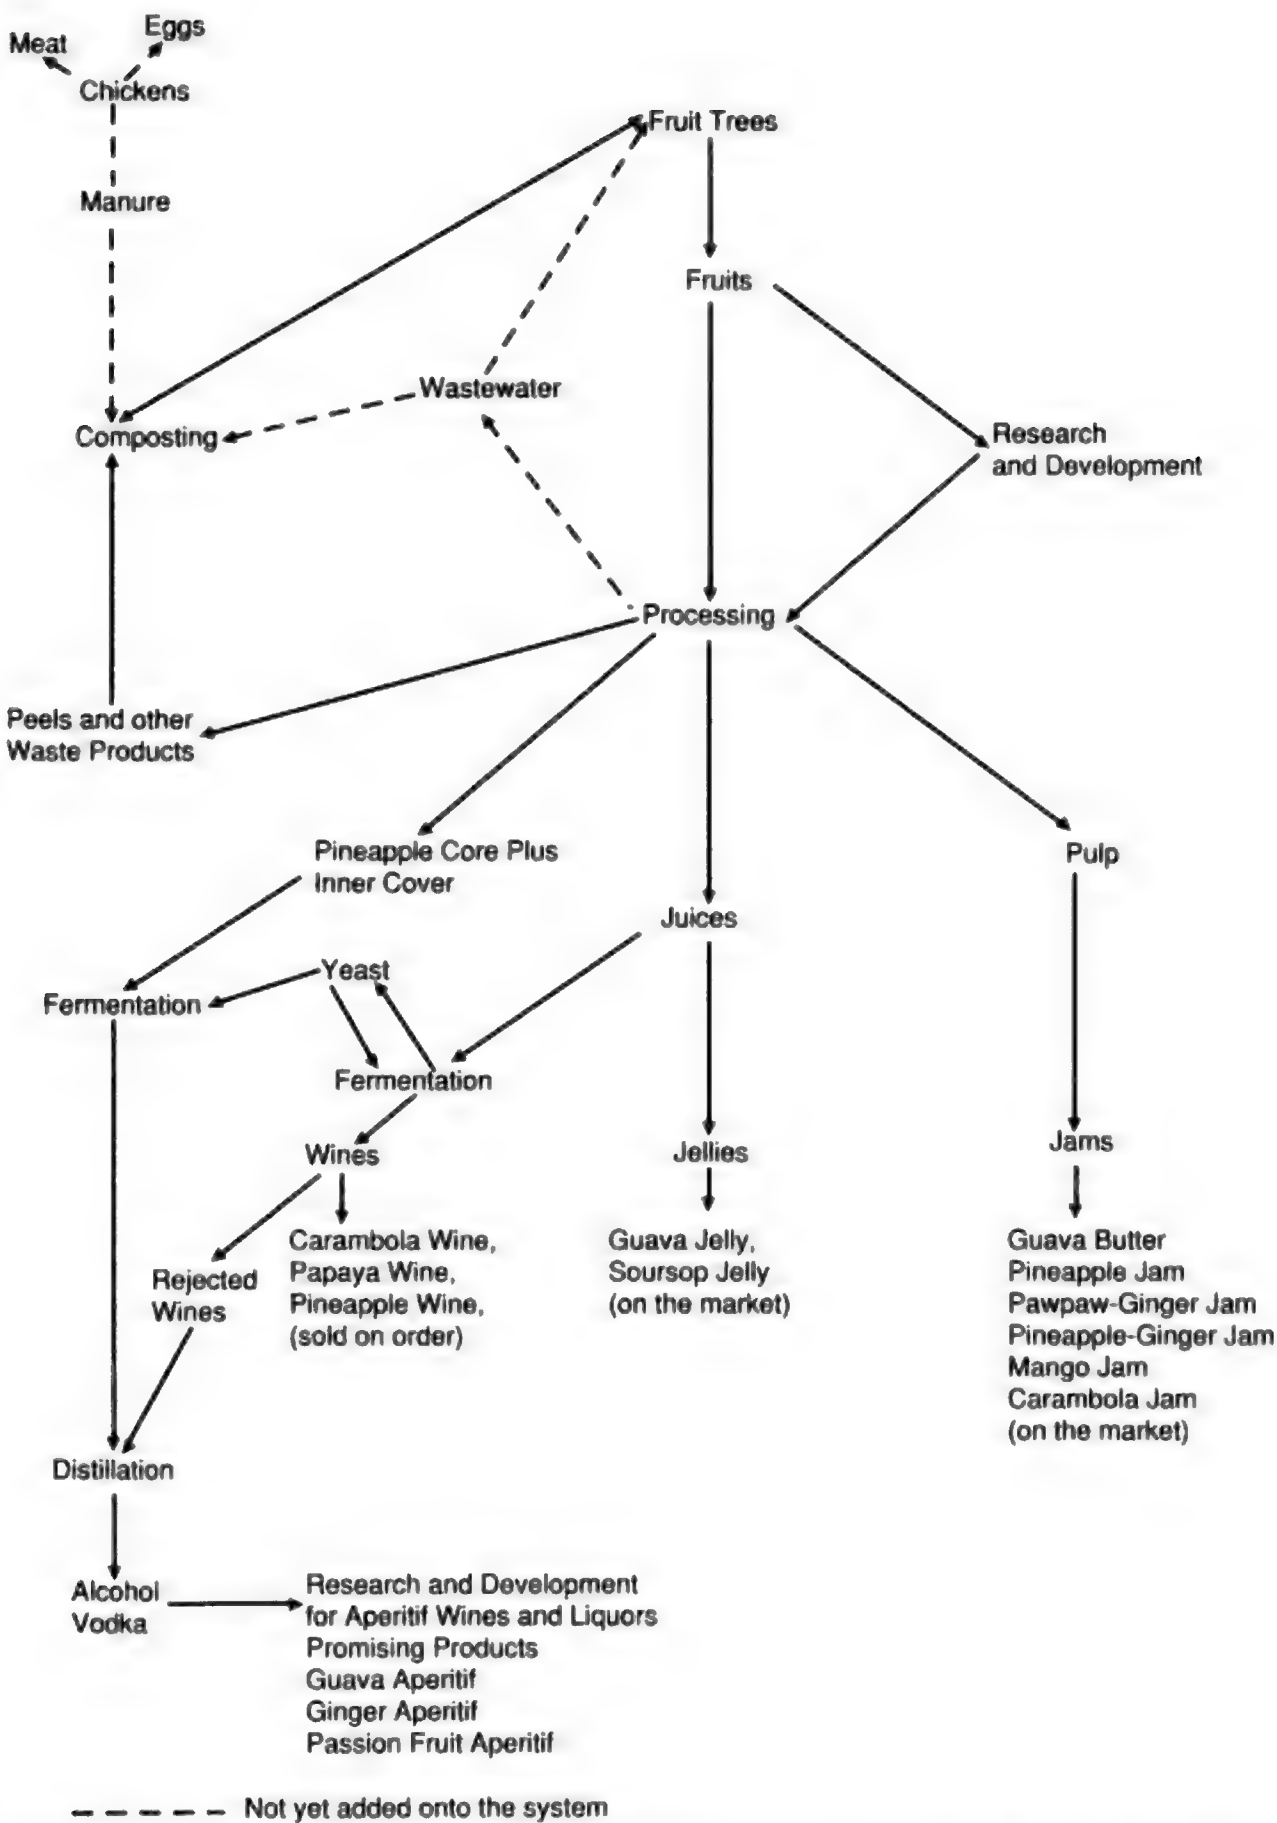 Eggs
Meat
Chickens
Fruit Trees
Manure
Fruits
Wastewater
Composting
Research
and Development
Processing
Peels and other
Waste Products
Pineapple Core Plus
Inner Cover
Pulp
Juices
Yeast
Fermentation
Fermentation
Wines
Jellies
Jams
Carambola Wine,
Papaya Wine,
Pineapple Wine,
(sold on order)
Guava Jelly,
Soursop Jelly
(on the market)
Guava Butter
Pineapple Jam
Pawpaw-Ginger Jam
Pineapple-Ginger Jam
Mango Jam
Carambola Jam
(on the market)
Rejected
Wines
Distillation
Alcohol
Vodka
Research and Development
for Aperitif Wines and Liquors
Promising Products
Guava Aperitif
Ginger Aperitif
Passion Fruit Aperitif
Not yet added onto the system